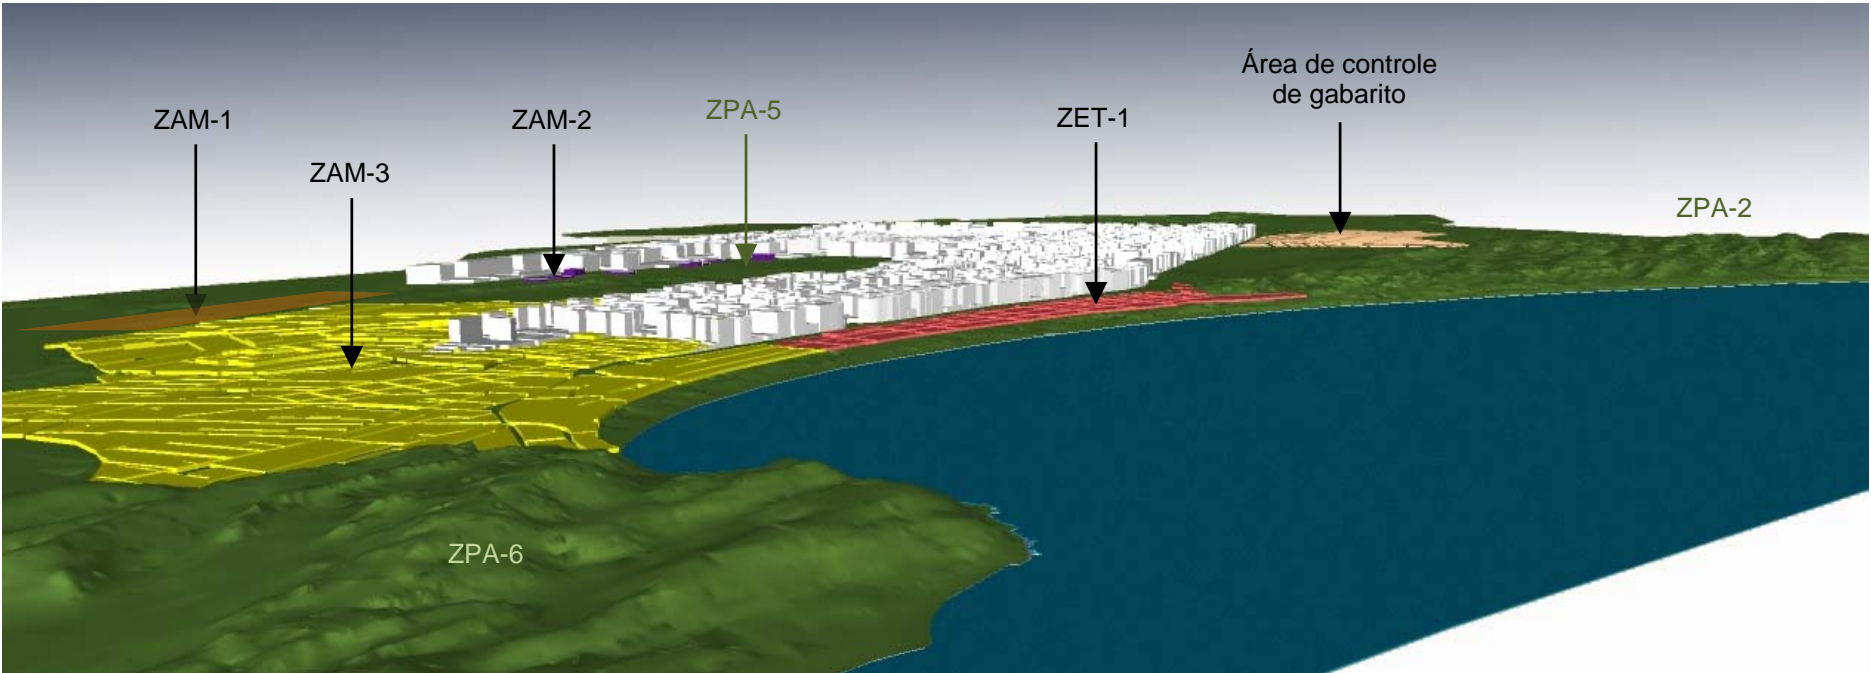 Área de controle
de gabarito
ZAM-1
ZAM-2
ZPA-5
ZET-1
ZAM-3
ZPA-2
ZPA-6